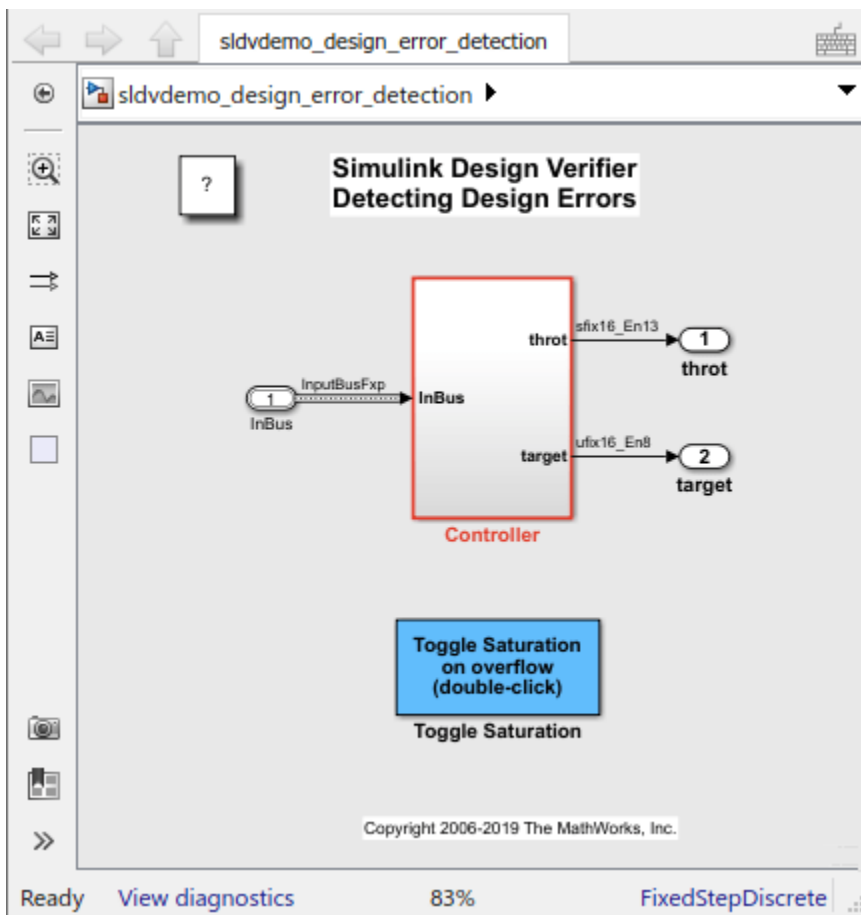 sldvdemo_design_error_detection
sldvdemo_design_error_detection
?
Simulink Design Verifier
Detecting Design Errors
throt
sfix16_En13
1
throt
InputBusFxp
1
InBus
InBus
target
ufix16_En8
2
target
Controller
Toggle Saturation
on overflow
(double-click)
Toggle Saturation
Copyright 2006-2019 The MathWorks, Inc.
A
Ready
View diagnostics
83%
FixedStepDiscrete